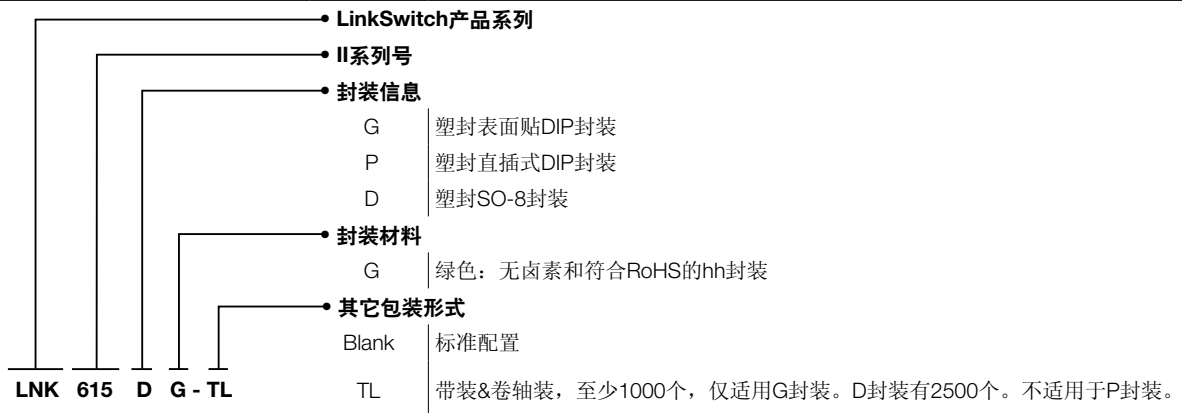 LinkSwitch产品系列
II系列号
封装信息
G 塑封表面贴DIP封装
P 塑封直插式DIP封装
D 塑封SO-8封装
封装材料
G 绿色：无卤素和符合RoHS的hh封装
其它包装形式
Blank 标准配置
LNK 615 D G - TL TL 带装&卷轴装，至少1000个，仅适用G封装。D封装有2500个。不适用于P封装。